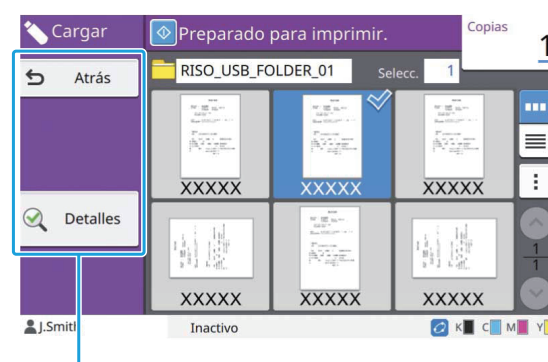 Cargar
Preparado para imprimir.
Copias
1
Atrás
RISO_USB_FOLDER_01
Selecc.
1
XXXXX
XXXXX
XXXXX
Detalles
1
1
XXXXX
XXXXX
XXXXX
J.Smith
Inactivo
K
C
M
Y